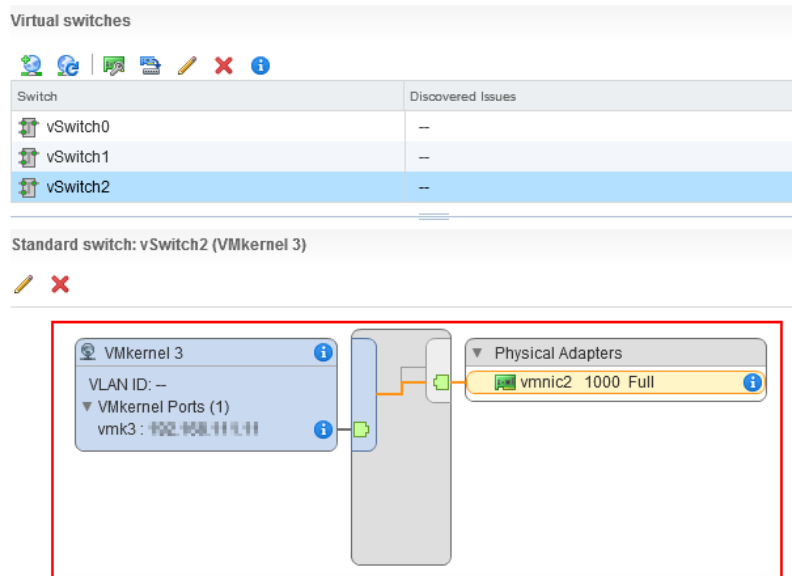 Virtual switches
Switch Discovered Issues
vSwitch0 --
vSwitch1 --
vSwitch2 --
Standard switch: vSwitch2 (VMkernel 3)
VMkernel 3
VLAN ID: --
VMkernel Ports (1)
vmk3 :
Physical Adapters
vmnic2 1000 Full